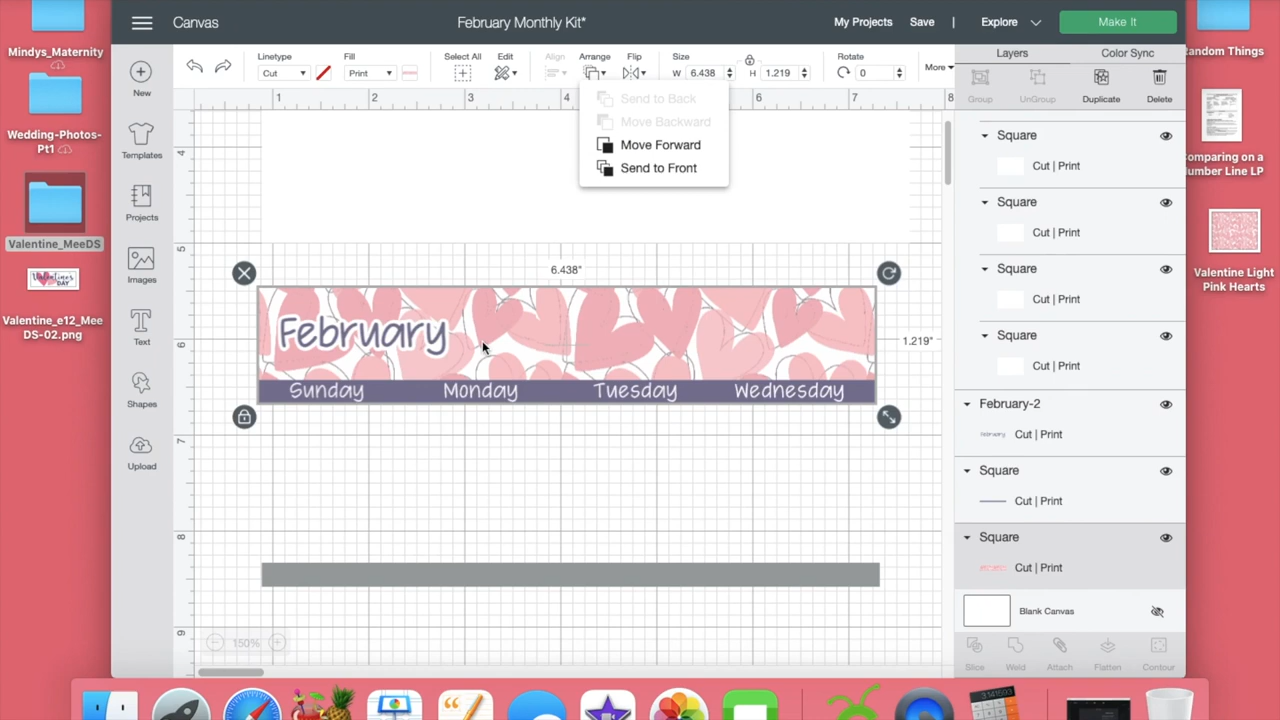 Mindys_Maternity
Wedding-Photos-
Pt1
Valentine_MeeDS
Valentine_e12_Mee
DS-02.png
Canvas
February Monthly Kit*
My Projects
Save
|
Explore
Make It
Linetype
Cut
Fill
Print
Select All
Edit
Align
Arrange
Flip
Size
W 6.438
H 1.219
Rotate
0
More
Send to Back
Move Backward
Move Forward
Send to Front
New
Templates
Projects
Images
Text
Shapes
Upload
1 2 3 4 6 7 8
4
5
6
7
8
9
6.438"
1.219"
February
Sunday Monday Tuesday Wednesday
150%
Layers
Color Sync
Group
UnGroup
Duplicate
Delete
Square
Cut | Print
Square
Cut | Print
Square
Cut | Print
Square
Cut | Print
February-2
February
Cut | Print
Square
Cut | Print
Square
Cut | Print
Blank Canvas
Slice
Weld
Attach
Flatten
Contour
Random Things
Comparing on a
Number Line LP
Valentine Light
Pink Hearts